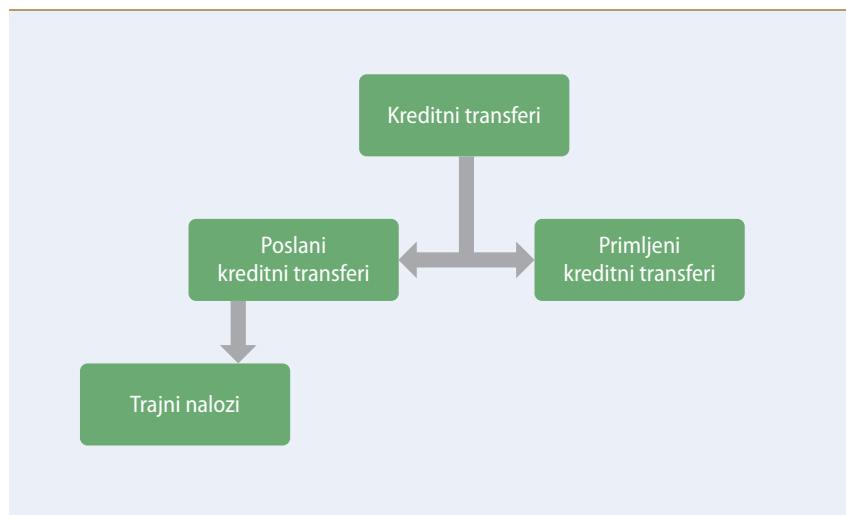 Kreditni transferi
Poslani
kreditni transferi
Primljeni
kreditni transferi
Trajni nalozi